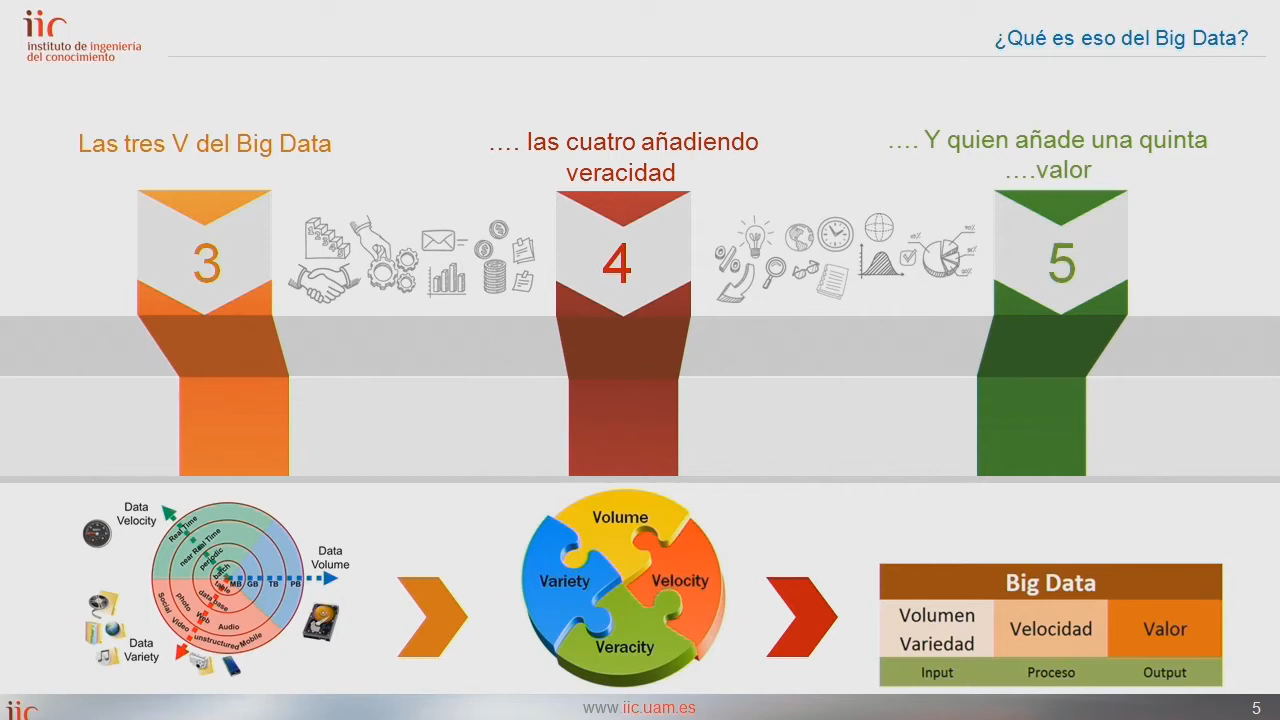 iic
instituto de ingeniería
del conocimiento
¿Qué es eso del Big Data?
Las tres V del Big Data
.... las cuatro añadiendo
veracidad
.... Y quien añade una quinta
....valor
3
4
5
Data
Velocity
Real Time
near Real Time
periodic
batch
MB
GB
TB
PB
Data
Volume
table
data base
photo
Web
Audio
Social
Video
unstructured
Mobile
Data
Variety
Volume
Variety
Velocity
Veracity
Big Data
Volumen
Variedad
Velocidad
Valor
Input
Proceso
Output
iic
www iic.uam.es
5